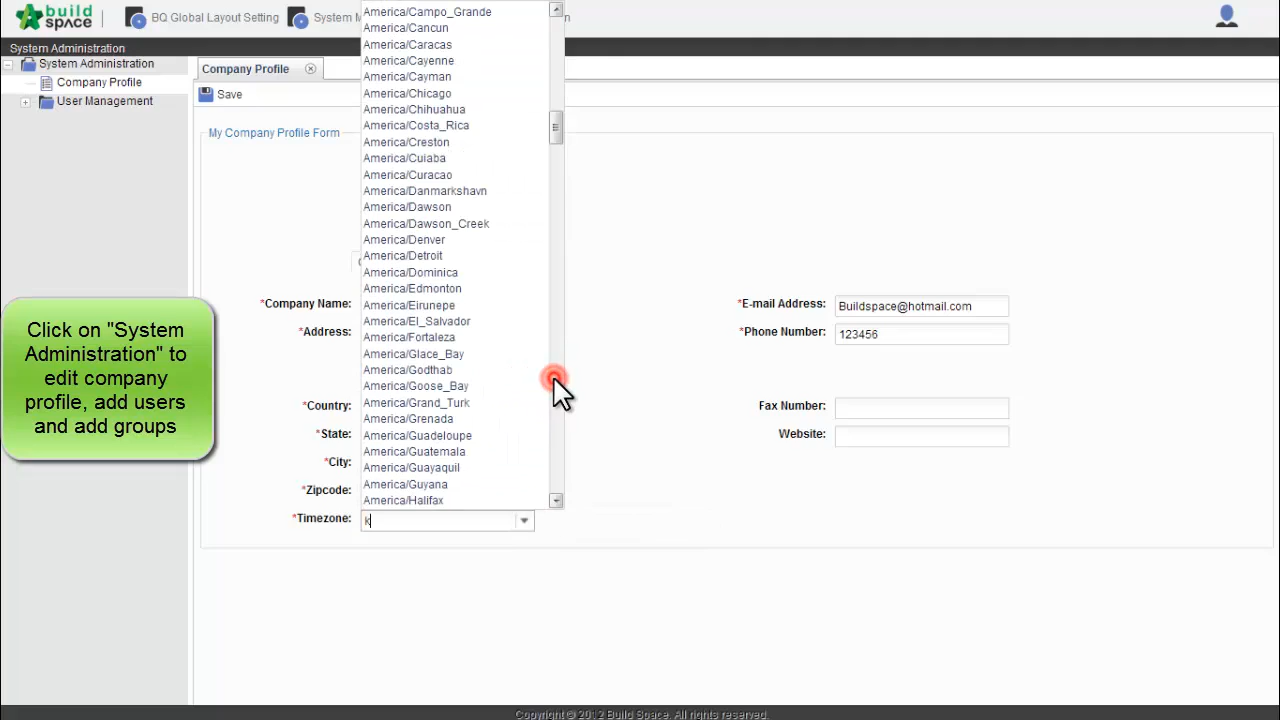 build
space
BQ Global Layout Setting
System M
n
System Administration
System Administration
Company Profile
User Management
Company Profile
Save
My Company Profile Form
America/Campo_Grande
America/Cancun
America/Caracas
America/Cayenne
America/Cayman
America/Chicago
America/Chihuahua
America/Costa_Rica
America/Creston
America/Cuiaba
America/Curacao
America/Danmarkshavn
America/Dawson
America/Dawson_Creek
America/Denver
America/Detroit
America/Dominica
America/Edmonton
America/Eirunepe
America/El_Salvador
America/Fortaleza
America/Glace_Bay
America/Godthab
America/Goose_Bay
America/Grand_Turk
America/Grenada
America/Guadeloupe
America/Guatemala
America/Guayaquil
America/Guyana
America/Halifax
*Company Name:
*Address:
*Country:
*State:
*City:
*Zipcode:
*Timezone:
k
*E-mail Address:
Buildspace@hotmail.com
*Phone Number:
123456
Fax Number:
Website:
Click on "System
Administration" to
edit company
profile, add users
and add groups
Copyright © 2012 Build Space. All rights reserved.